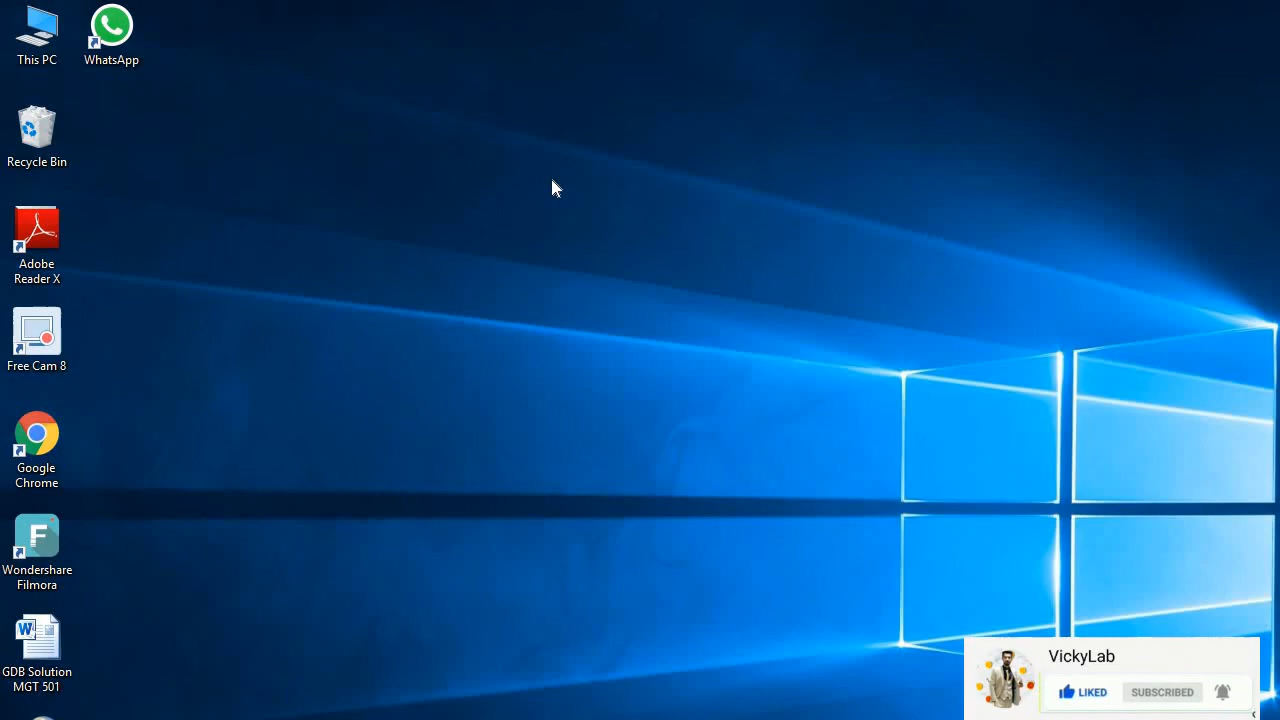 This PC
WhatsApp
Recycle Bin
Adobe
Reader X
Free Cam 8
Google
Chrome
Wondershare
Filmora
GDB Solution
MGT 501
VickyLab
LIKED
SUBSCRIBED